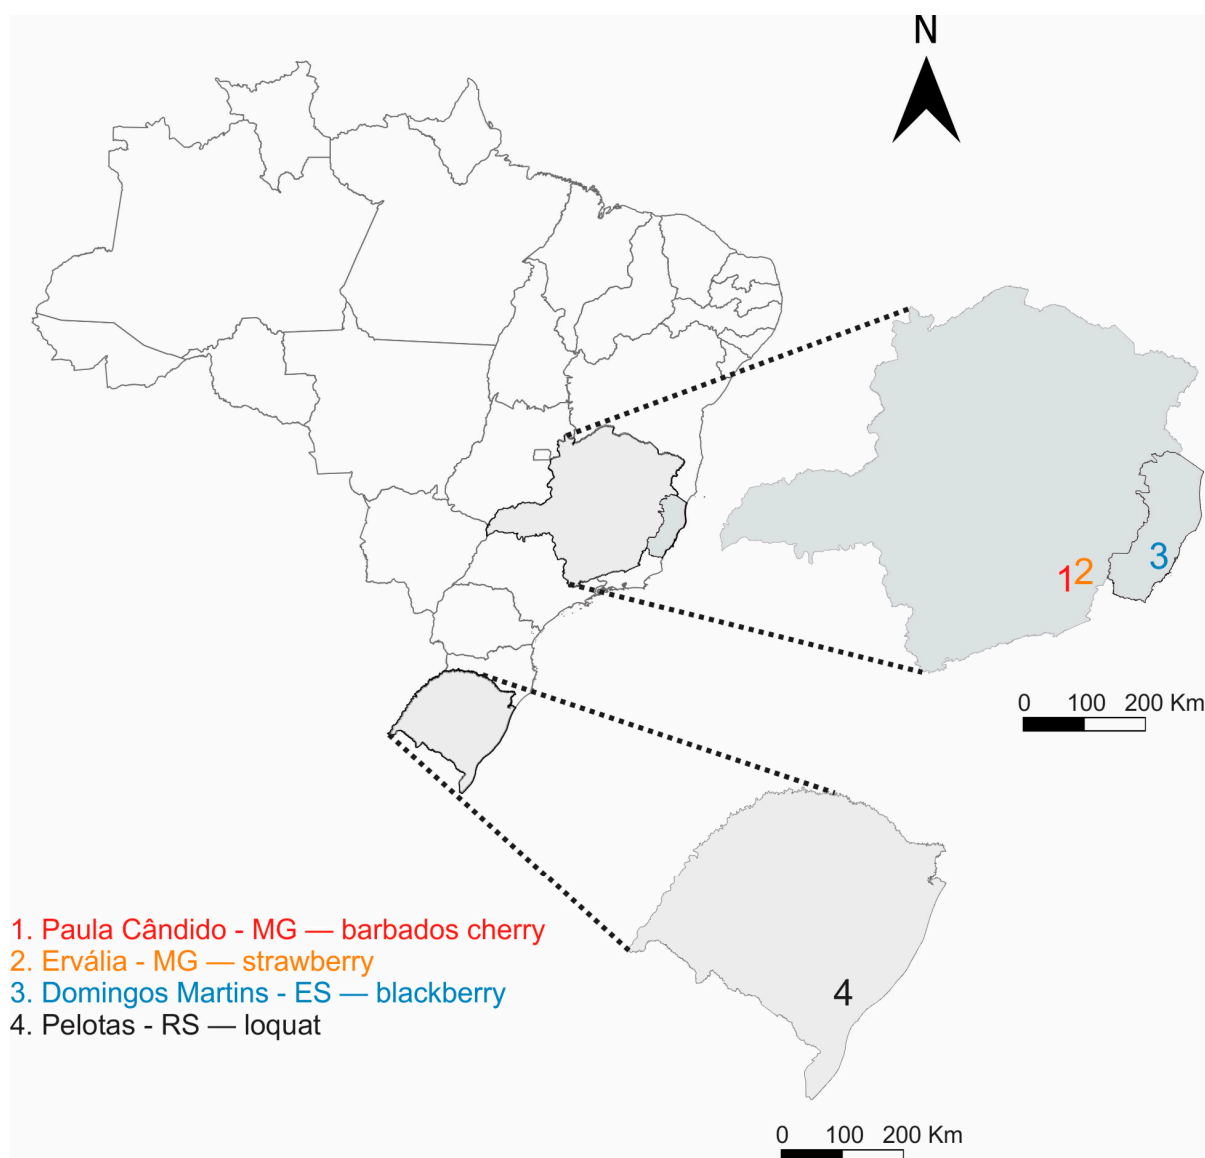 N
1 2 3
0 100 200 Km
4
1. Paula Cândido - MG — barbados cherry
2. Ervália - MG — strawberry
3. Domingos Martins - ES — blackberry
4. Pelotas - RS — loquat
0 100 200 Km